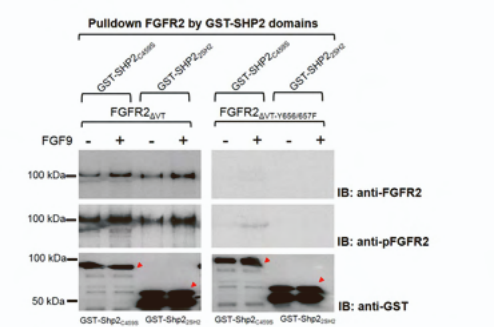 Pulldown FGFR2 by GST-SHP2 domains
GST-SHP2C459S GST-SHP22SH2 GST-SHP2C459S GST-SHP22SH2
FGFR2ΔVT FGFR2ΔVT-Y656/657F
FGF9 - + - + - + - +
100 kDa
IB: anti-FGFR2
100 kDa
IB: anti-pFGFR2
100 kDa
50 kDa
IB: anti-GST
GST-Shp2C459S GST-Shp22SH2 GST-Shp2C459S GST-Shp22SH2